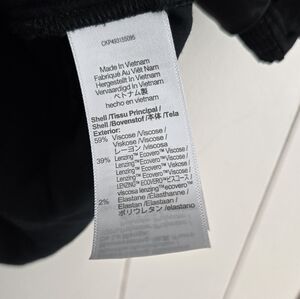 CKP493155095
Made In Vietnam
Fabriqué Au Viêt Nam
Hergestellt In Vietnam
Vervaardigd In Vietnam
ベトナム製
hecho en vietnam
Shell /Tissu Principal /
Shell /Bovenstof /本体 /Tela
Exterior:
59% Viscose /Viscose /
Viskose /Viscose /
レーヨン /viscosa
39% Lenzing™ Ecovero™ Viscose /
Lenzing™ Ecovero™ Viscose /
Lenzing™ Ecovero™ Viskose /
Lenzing™ Ecovero™ Viscose /
LENZING™ ECOVERO™ビスコース /
viscosa lenzing™ecovero™
2% Elastane /Élasthanne /
Elastan /Elastaan /
ポリウレタン /elastano